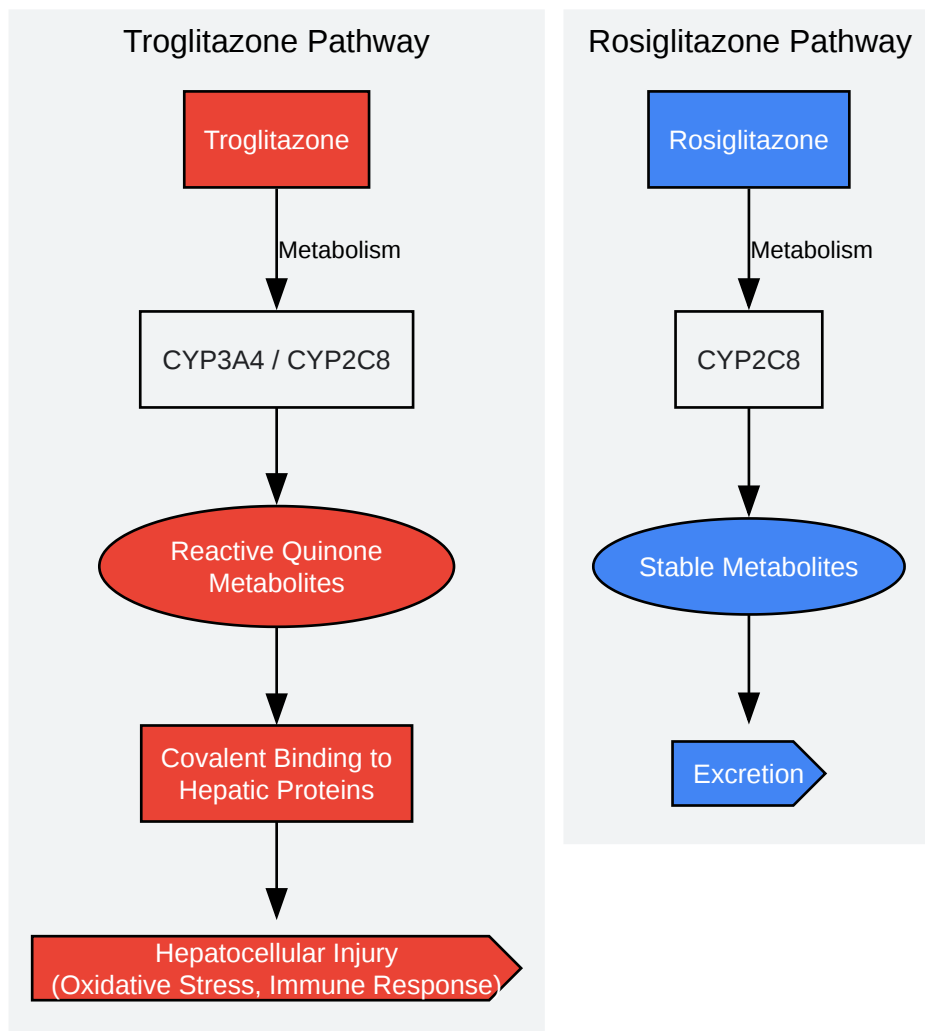 Troglitazone Pathway
Troglitazone
Metabolism
CYP3A4 / CYP2C8
Reactive Quinone
Metabolites
Covalent Binding to
Hepatic Proteins
Hepatocellular Injury
(Oxidative Stress, Immune Response)
Rosiglitazone Pathway
Rosiglitazone
Metabolism
CYP2C8
Stable Metabolites
Excretion